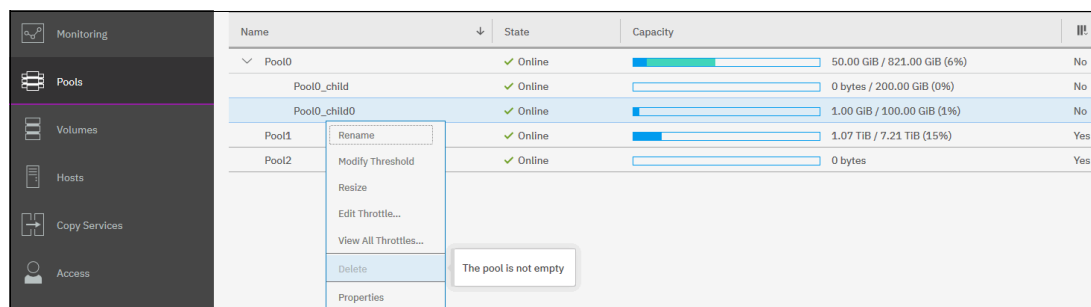 Monitoring
Pools
Volumes
Hosts
Copy Services
Access
Name State Capacity
Pool0 Online 50.00 GiB / 821.00 GiB (6%) No
Pool0_child Online 0 bytes / 200.00 GiB (0%) No
Pool0_child0 Online 1.00 GiB / 100.00 GiB (1%) No
Pool1 Online 1.07 TiB / 7.21 TiB (15%) Yes
Pool2 Online 0 bytes Yes
Rename
Modify Threshold
Resize
Edit Throttle...
View All Throttles...
Delete
The pool is not empty
Properties